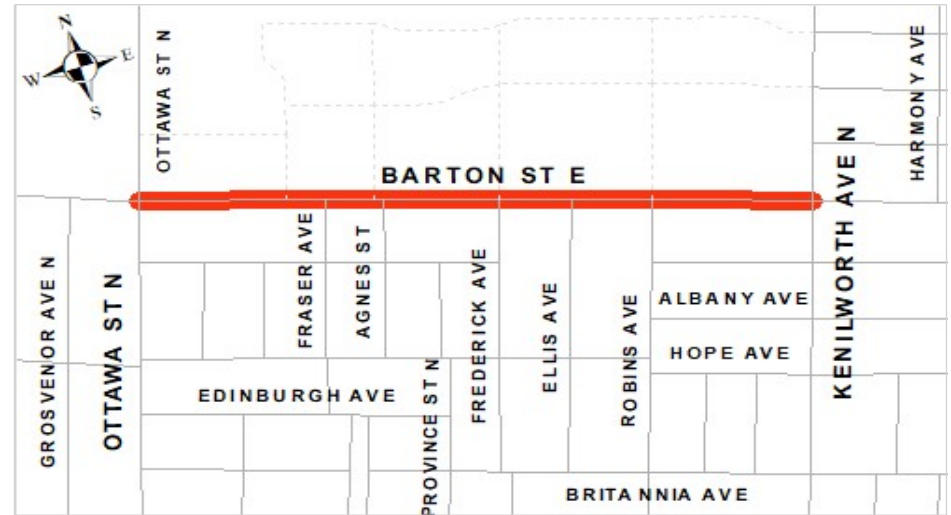 N
W E
S
OTTAWA ST N
HARMONY AVE
BARTON ST E
KENILWORTH AVE N
GROSVENOR AVE N
OTTAWA ST N
FRASER AVE
AGNES ST
FREDERICK AVE
ELLIS AVE
ROBINS AVE
ALBANY AVE
HOPE AVE
EDINBURGH AVE
PROVINCE ST N
BRITANNIA AVE